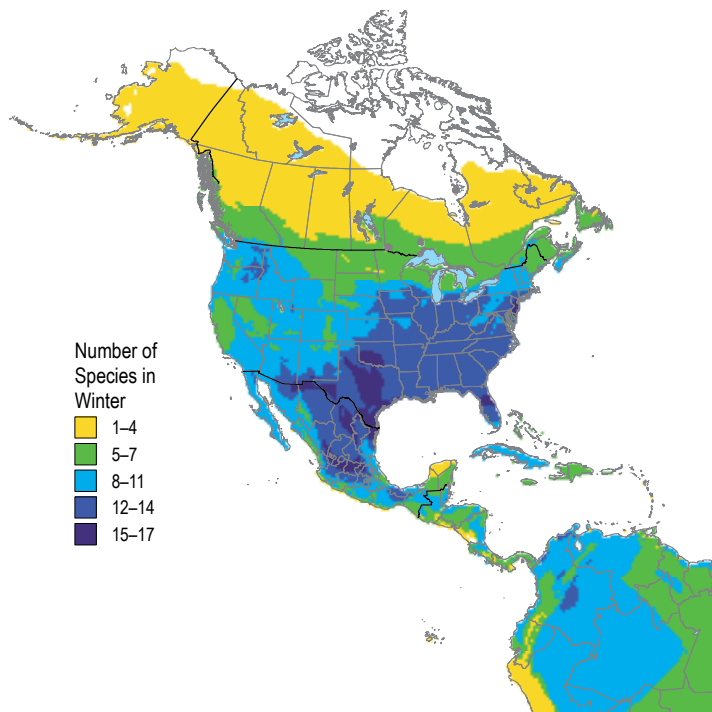 Number of
Species in
Winter
1–4
5–7
8–11
12–14
15–17